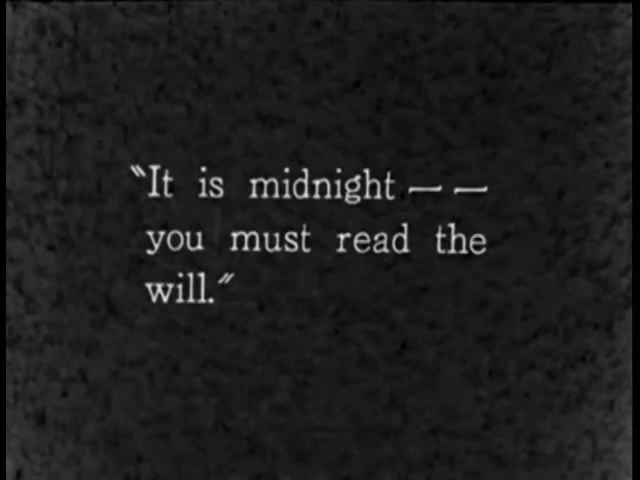 "It is midnight — —
you must read the
will."